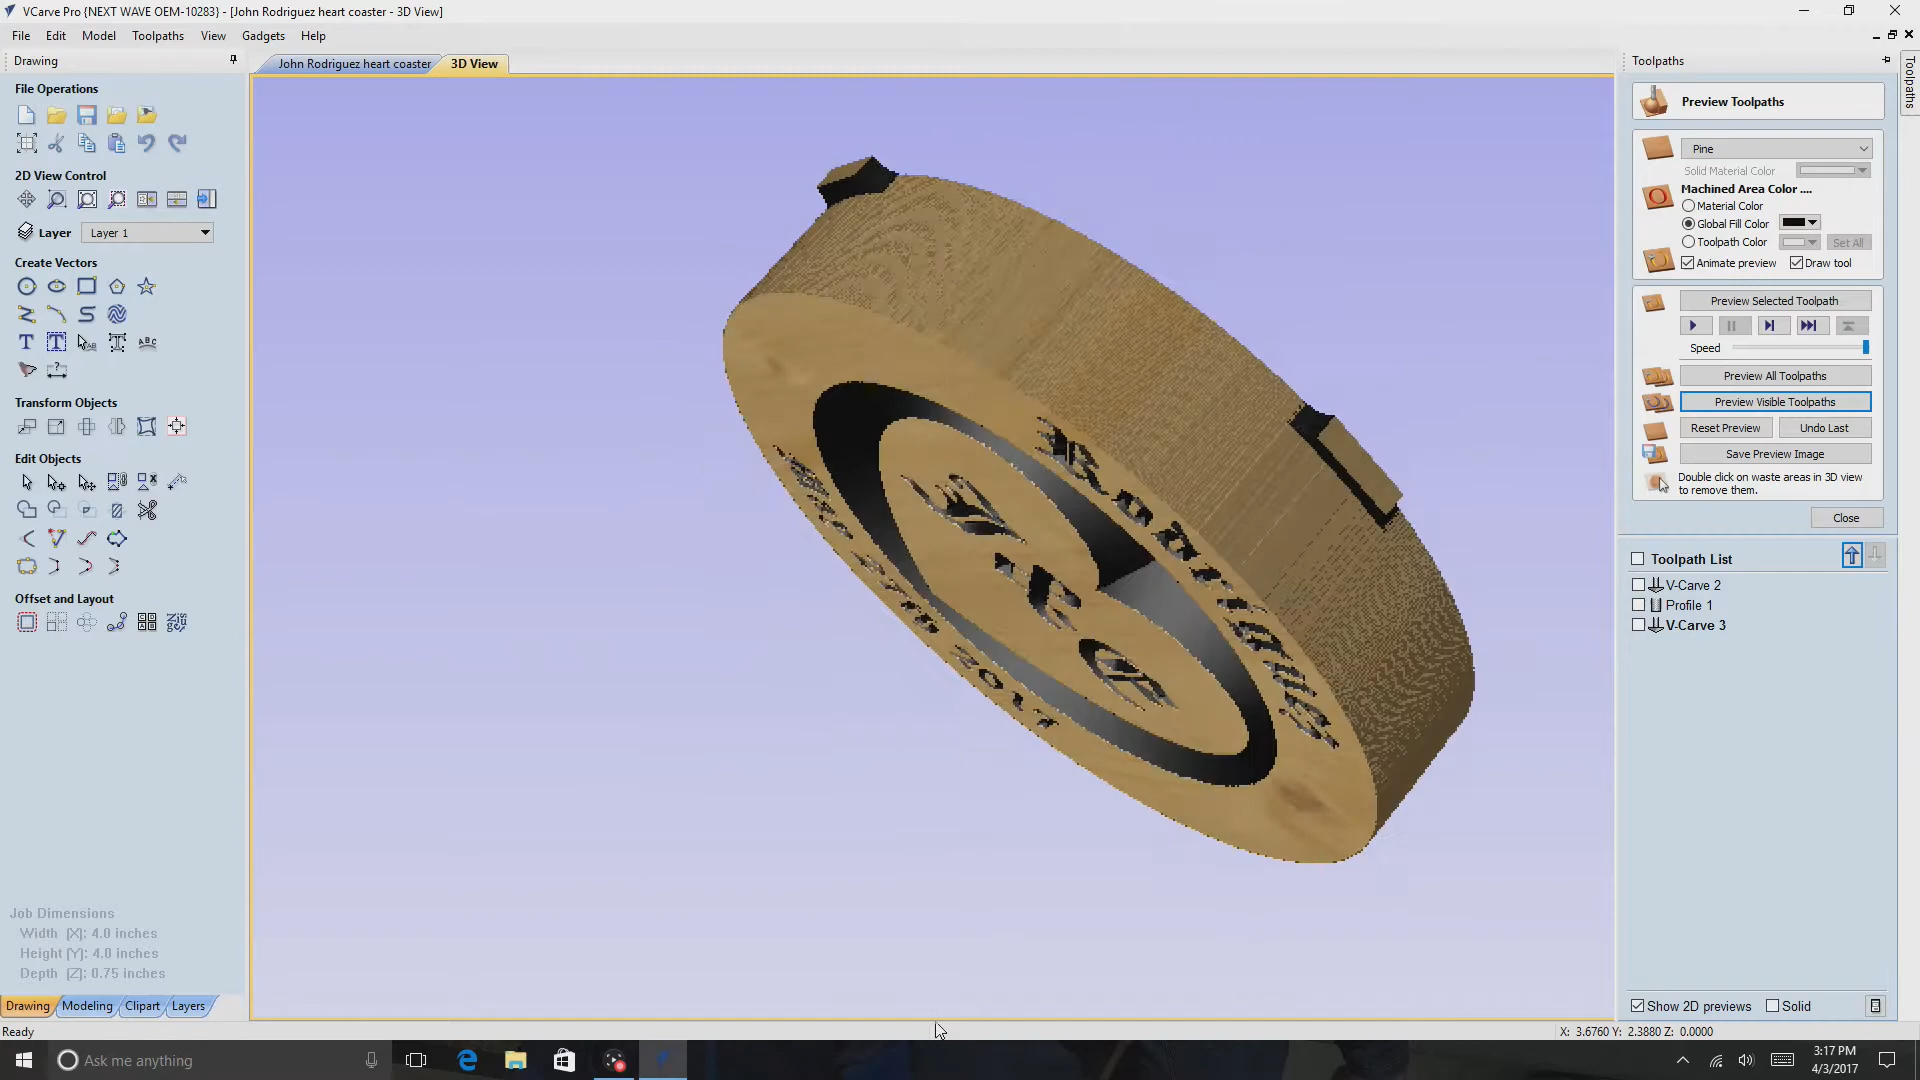 VCarve Pro {NEXT WAVE OEM-10283} - [John Rodriguez heart coaster - 3D View]
File Edit Model Toolpaths View Gadgets Help
Drawing
File Operations
2D View Control
Layer Layer 1
Create Vectors
Transform Objects
Edit Objects
Offset and Layout
Job Dimensions
Width (X): 4.0 inches
Height (Y): 4.0 inches
Depth (Z): 0.75 inches
Drawing Modeling Clipart Layers
Ready
John Rodriguez heart coaster 3D View
2017
Toolpaths
Toolpaths
Preview Toolpaths
Pine
Solid Material Color
Machined Area Color ....
Material Color
Global Fill Color
Toolpath Color Set All
Animate preview Draw tool
Preview Selected Toolpath
Speed
Preview All Toolpaths
Preview Visible Toolpaths
Reset Preview Undo Last
Save Preview Image
Double click on waste areas in 3D view
to remove them.
Close
Toolpath List
V-Carve 2
Profile 1
V-Carve 3
Show 2D previews Solid
X: 3.6760 Y: 2.3880 Z: 0.0000
Ask me anything
3:17 PM
4/3/2017